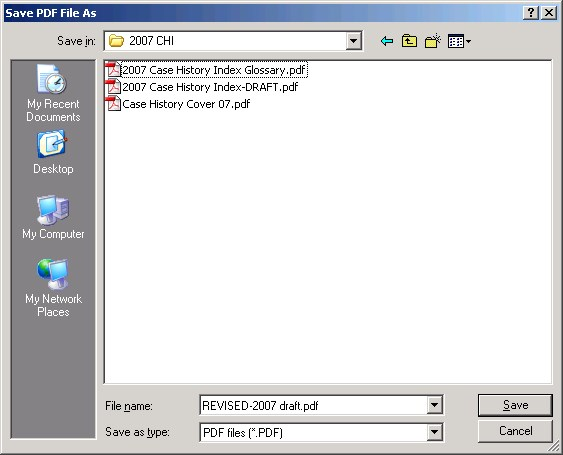 Save PDF File As
Save in: 2007 CHI
My Recent
Documents
Desktop
My Computer
My Network
Places
2007 Case History Index Glossary.pdf
2007 Case History Index-DRAFT.pdf
Case History Cover 07.pdf
File name: REVISED-2007 draft.pdf Save
Save as type: PDF files (*.PDF) Cancel